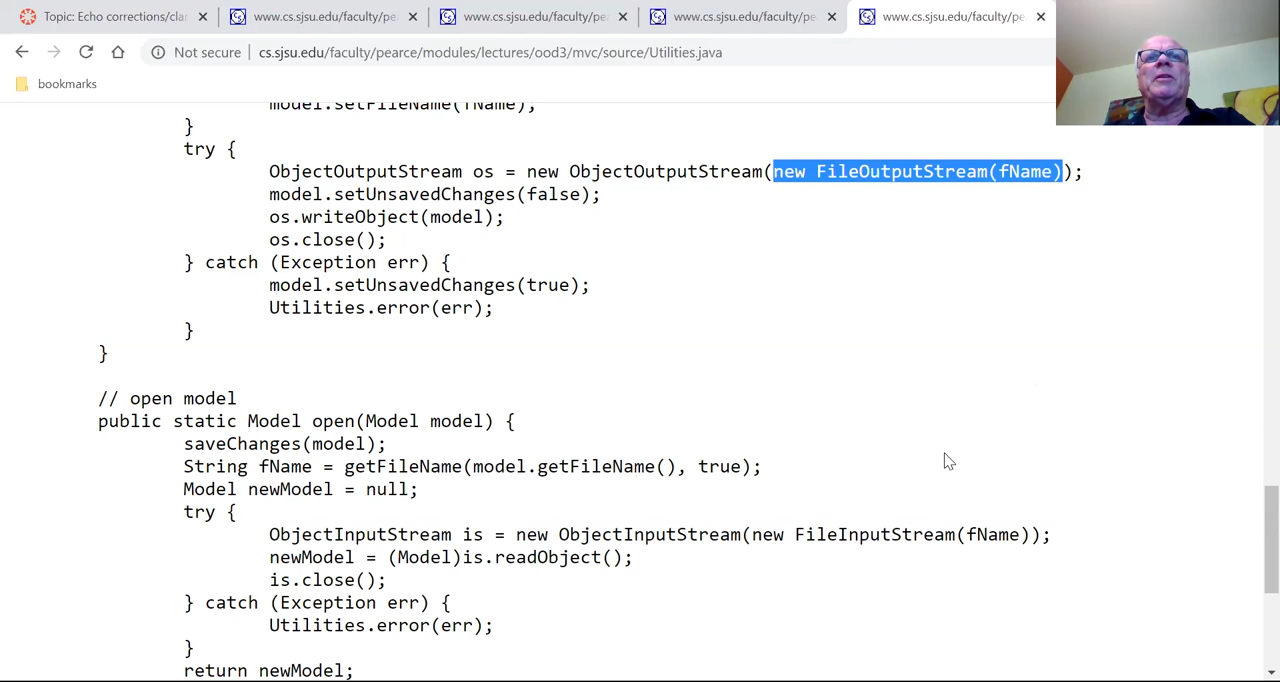 Topic: Echo corrections/clar
www.cs.sjsu.edu/faculty/pe
www.cs.sjsu.edu/faculty/pe
www.cs.sjsu.edu/faculty/pe
www.cs.sjsu.edu/faculty/pe
Not secure | cs.sjsu.edu/faculty/pearce/modules/lectures/ood3/mvc/source/Utilities.java
bookmarks
model.setFileName(fName);
}
try {
ObjectOutputStream os = new ObjectOutputStream(new FileOutputStream(fName));
model.setUnsavedChanges(false);
os.writeObject(model);
os.close();
} catch (Exception err) {
model.setUnsavedChanges(true);
Utilities.error(err);
}
}
// open model
public static Model open(Model model) {
saveChanges(model);
String fName = getFileName(model.getFileName(), true);
Model newModel = null;
try {
ObjectInputStream is = new ObjectInputStream(new FileInputStream(fName));
newModel = (Model)is.readObject();
is.close();
} catch (Exception err) {
Utilities.error(err);
}
return newModel;